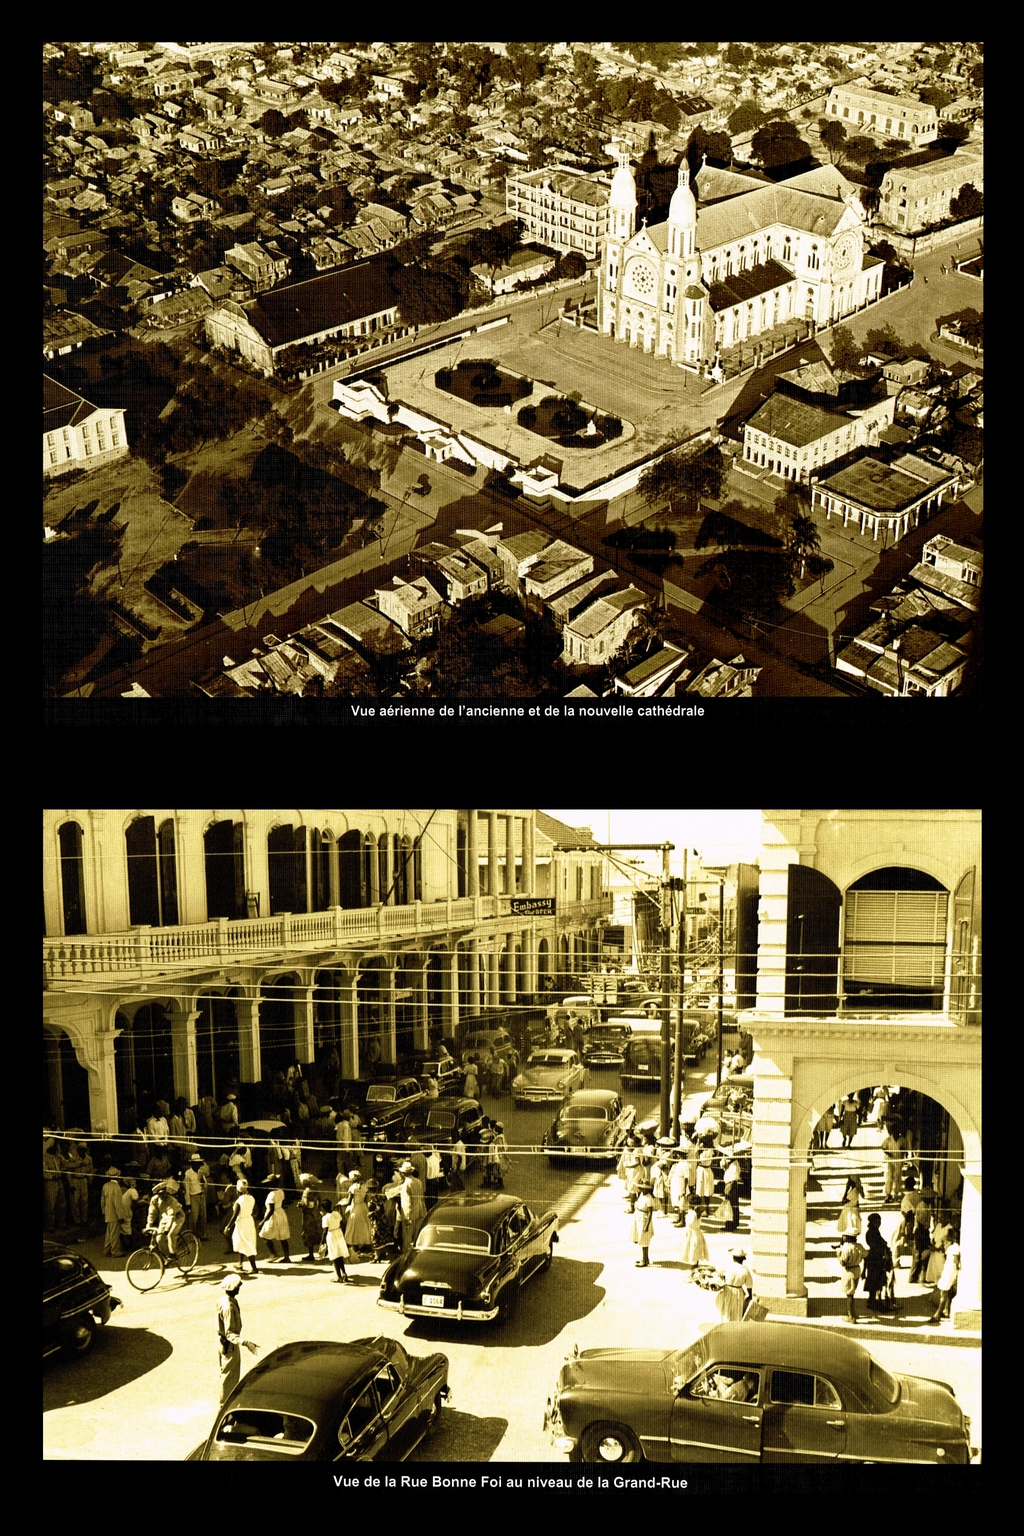 Vue aérienne de l'ancienne et de la nouvelle cathédrale
Embassy
Vue de la Rue Bonne Foi au niveau de la Grand-Rue